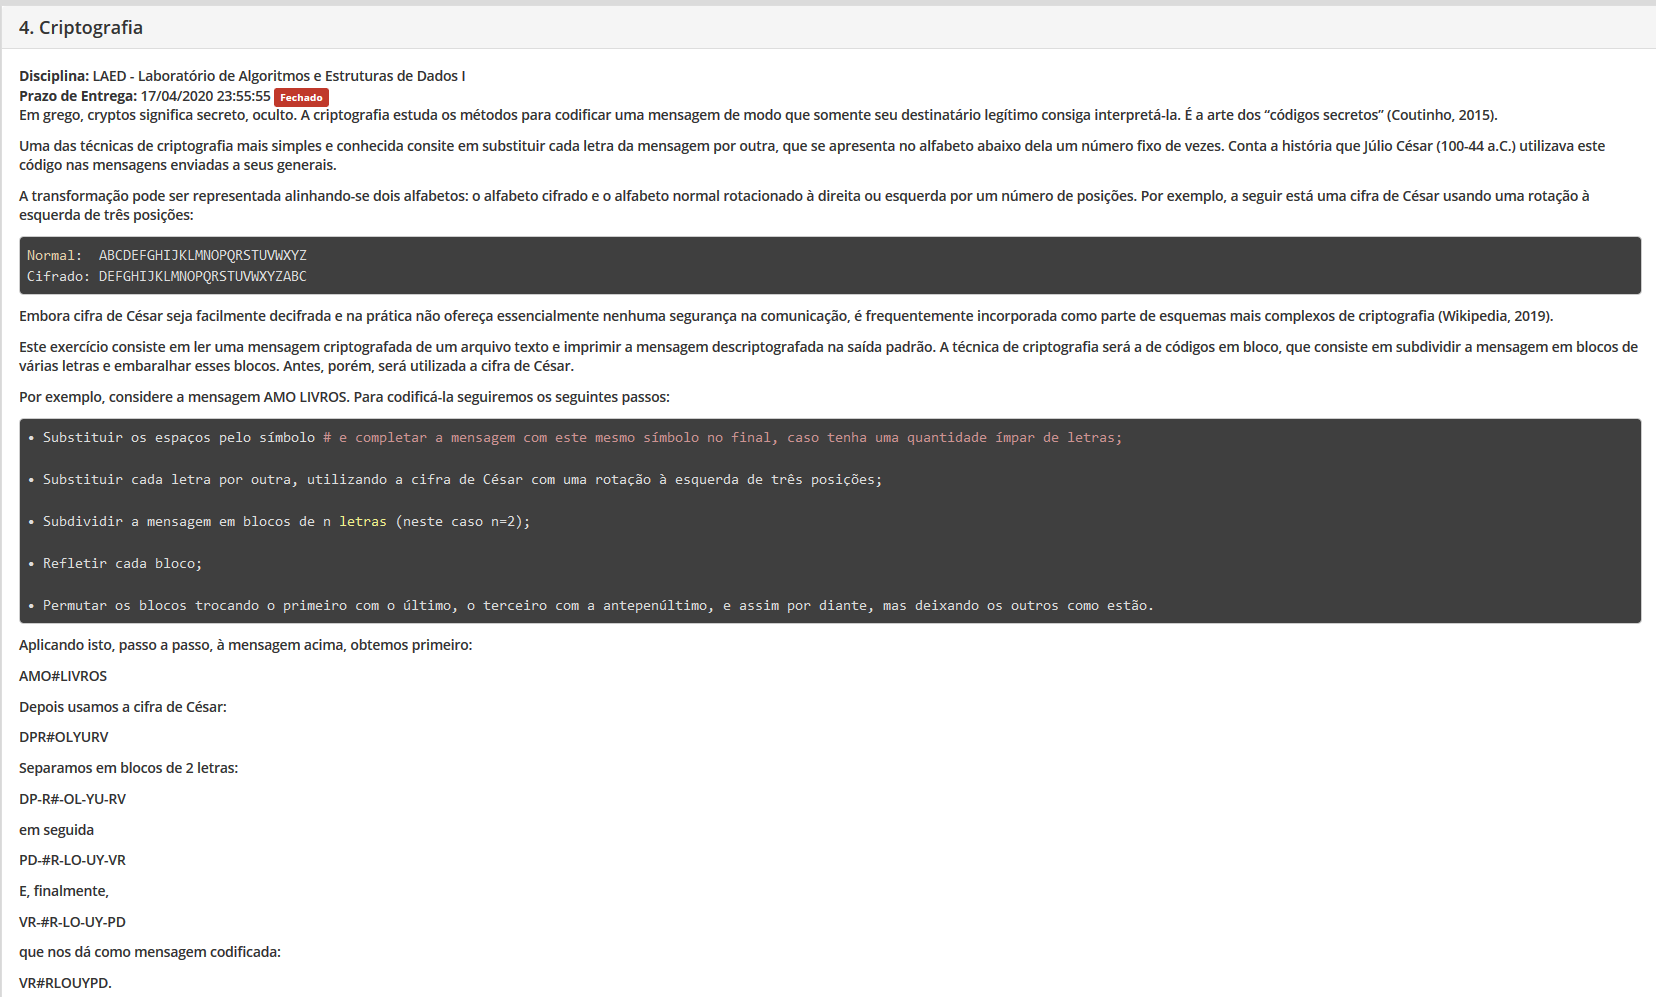 4. Criptografia
Disciplina: LAED - Laboratório de Algoritmos e Estruturas de Dados I
Prazo de Entrega: 17/04/2020 23:55:55 Fechado
Em grego, cryptos significa secreto, oculto. A criptografia estuda os métodos para codificar uma mensagem de modo que somente seu destinatário legítimo consiga interpretá-la. É a arte dos “códigos secretos” (Coutinho, 2015).
Uma das técnicas de criptografia mais simples e conhecida consite em substituir cada letra da mensagem por outra, que se apresenta no alfabeto abaixo dela um número fixo de vezes. Conta a história que Júlio César (100-44 a.C.) utilizava este
código nas mensagens enviadas a seus generais.
A transformação pode ser representada alinhando-se dois alfabetos: o alfabeto cifrado e o alfabeto normal rotacionado à direita ou esquerda por um número de posições. Por exemplo, a seguir está uma cifra de César usando uma rotação à
esquerda de três posições:
Normal:  ABCDEFGHIJKLMNOPQRSTUVWXYZ
Cifrado: DEFGHIJKLMNOPQRSTUVWXYZABC
Embora cifra de César seja facilmente decifrada e na prática não ofereça essencialmente nenhuma segurança na comunicação, é frequentemente incorporada como parte de esquemas mais complexos de criptografia (Wikipedia, 2019).
Este exercício consiste em ler uma mensagem criptografada de um arquivo texto e imprimir a mensagem descriptografada na saída padrão. A técnica de criptografia será a de códigos em bloco, que consiste em subdividir a mensagem em blocos de
várias letras e embaralhar esses blocos. Antes, porém, será utilizada a cifra de César.
Por exemplo, considere a mensagem AMO LIVROS. Para codificá-la seguiremos os seguintes passos:
• Substituir os espaços pelo símbolo # e completar a mensagem com este mesmo símbolo no final, caso tenha uma quantidade ímpar de letras;
• Substituir cada letra por outra, utilizando a cifra de César com uma rotação à esquerda de três posições;
• Subdividir a mensagem em blocos de n letras (neste caso n=2);
• Refletir cada bloco;
• Permutar os blocos trocando o primeiro com o último, o terceiro com a antepenúltimo, e assim por diante, mas deixando os outros como estão.
Aplicando isto, passo a passo, à mensagem acima, obtemos primeiro:
AMO#LIVROS
Depois usamos a cifra de César:
DPR#OLYURV
Separamos em blocos de 2 letras:
DP-R#-OL-YU-RV
em seguida
PD-#R-LO-UY-VR
E, finalmente,
VR-#R-LO-UY-PD
que nos dá como mensagem codificada:
VR#RLOUYPD.